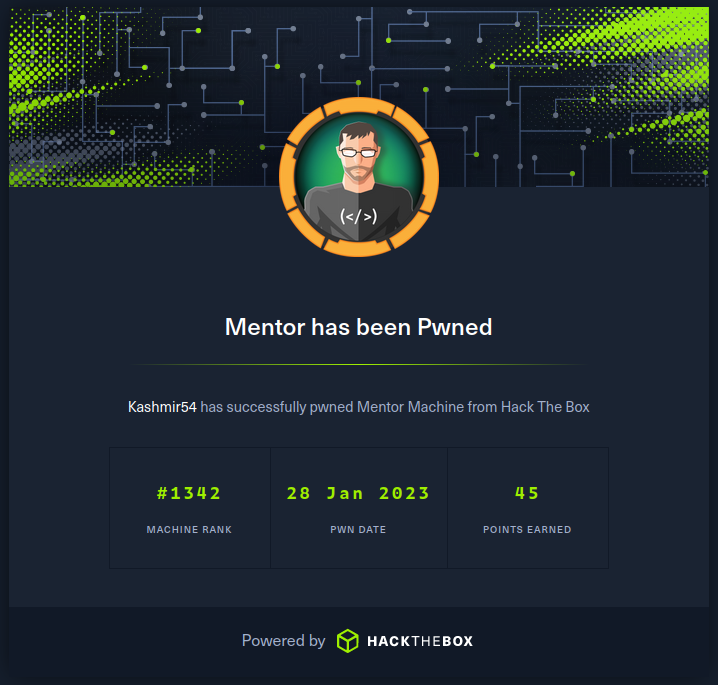 (</>)
Mentor has been Pwned
Kashmir54 has successfully pwned Mentor Machine from Hack The Box
#1342 28 Jan 2023 45
MACHINE RANK PWN DATE POINTS EARNED
Powered by HACKTHEBOX